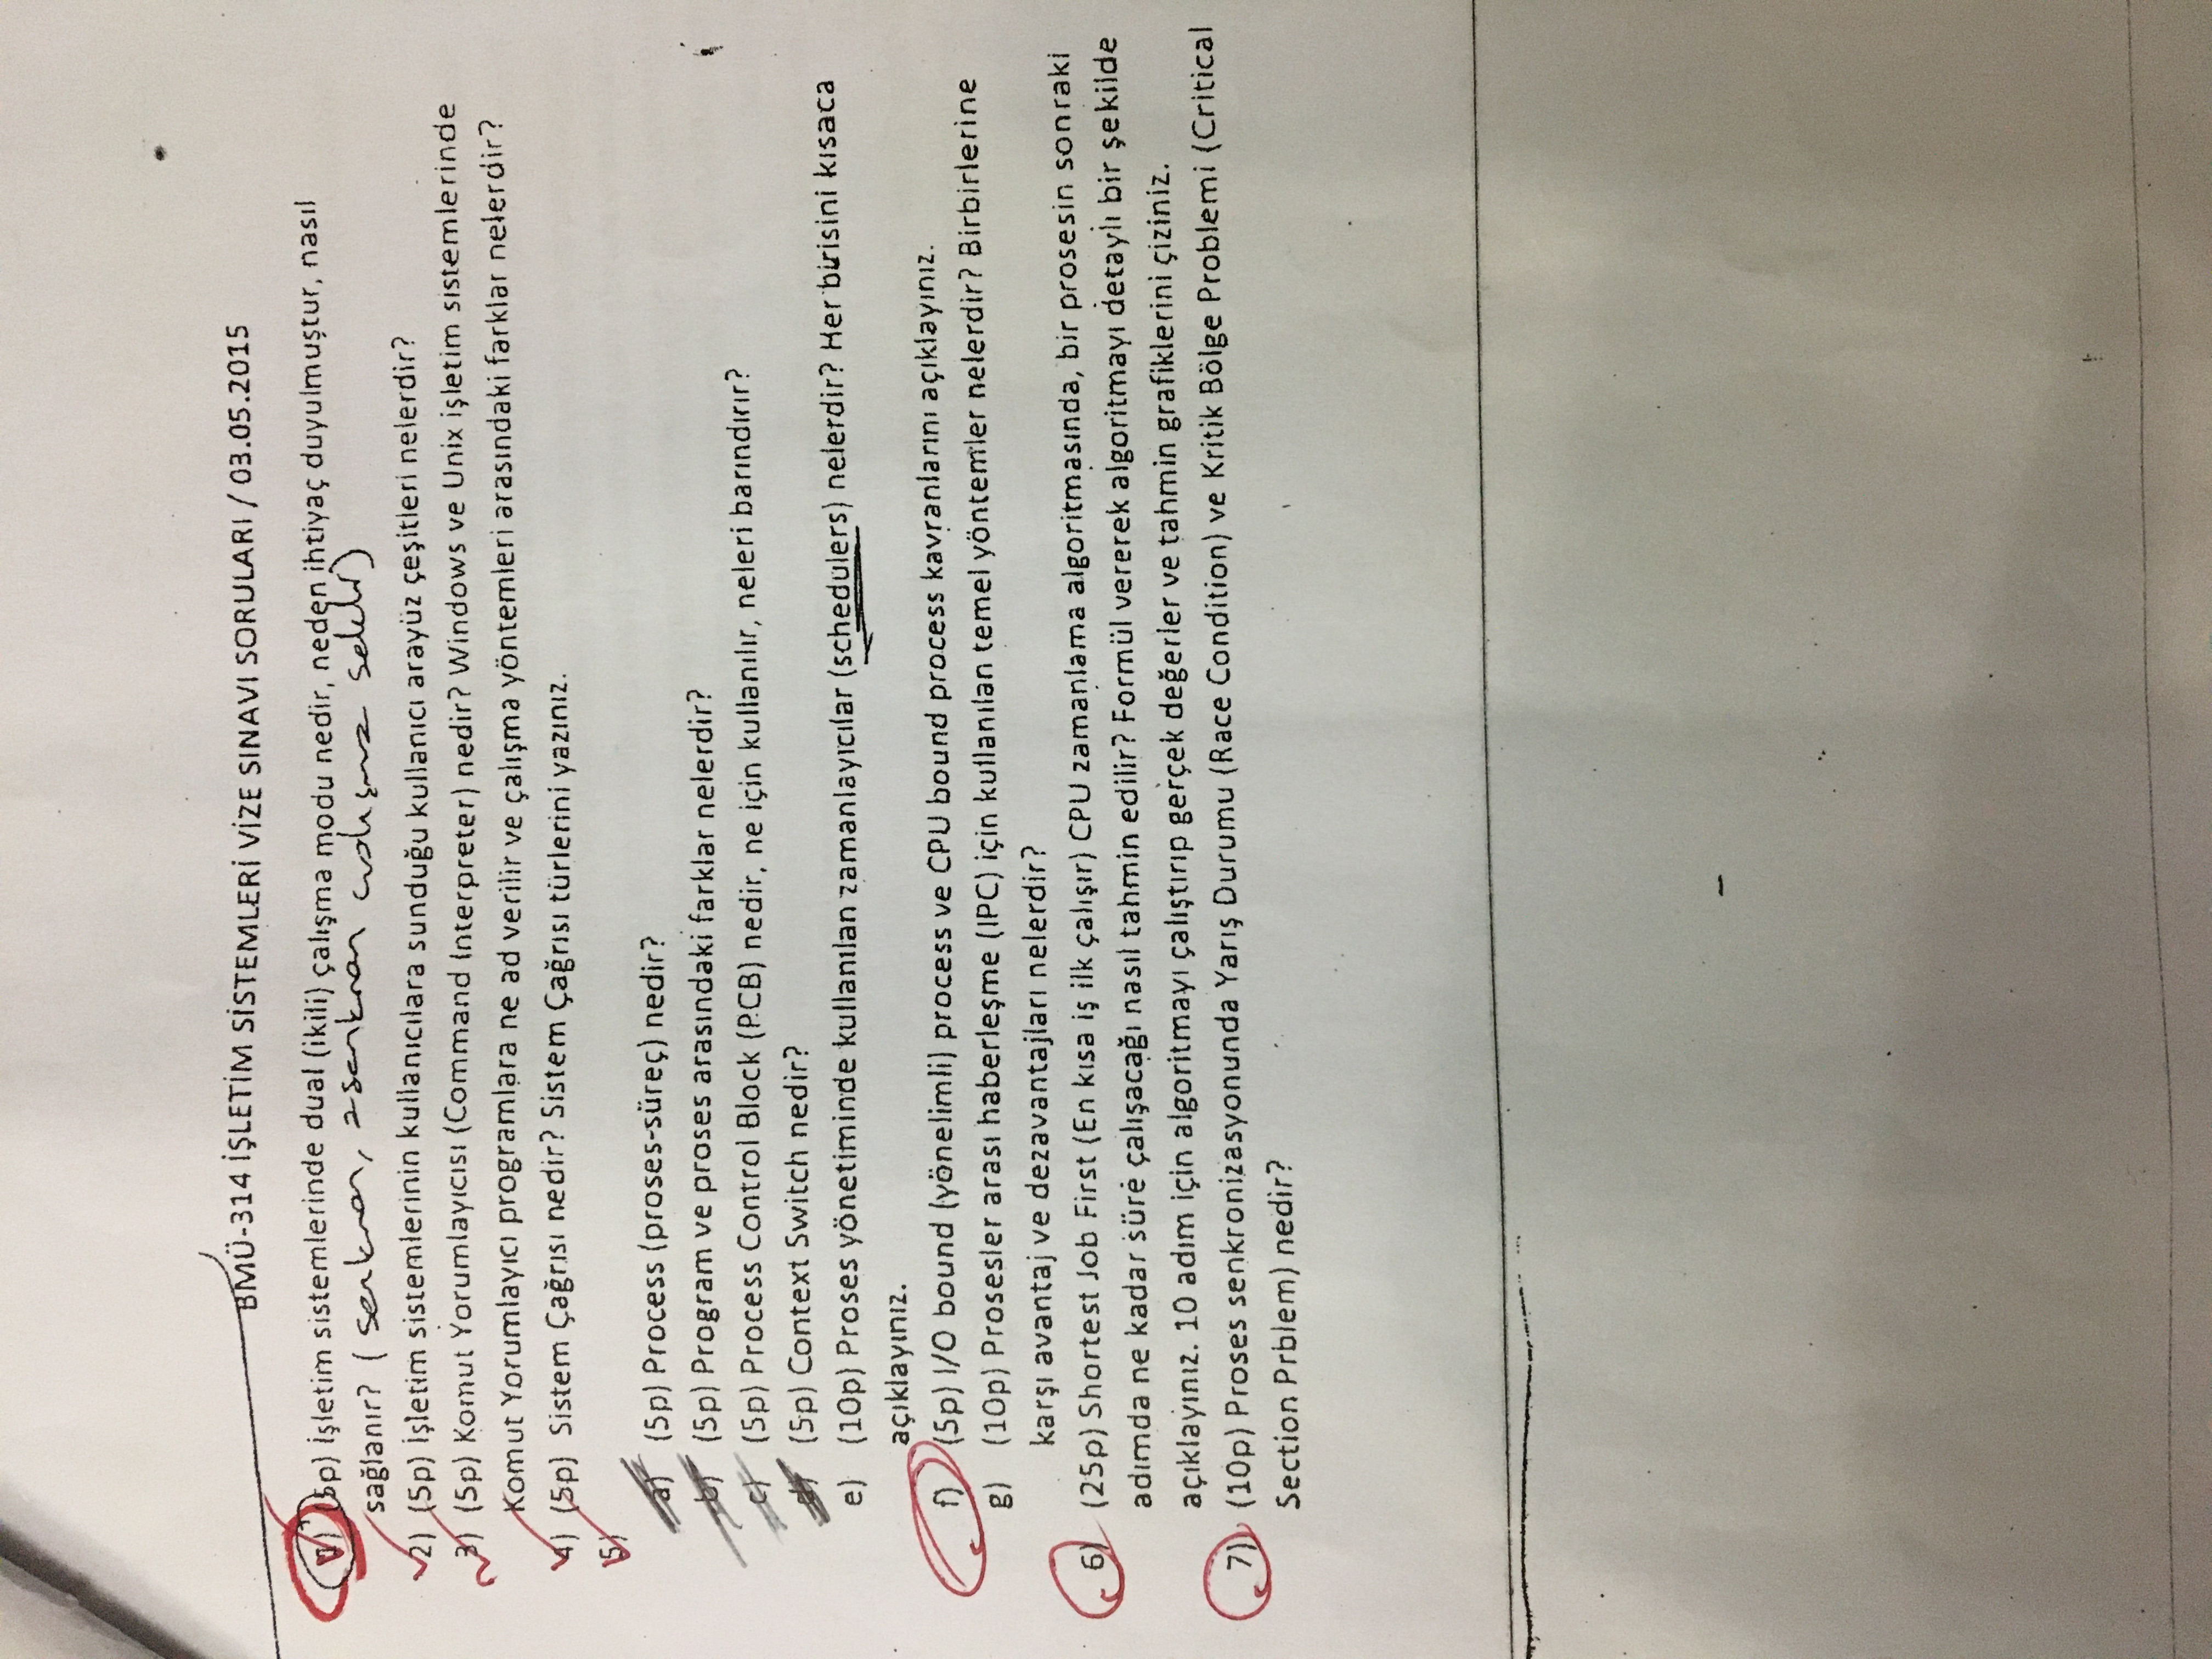 BMÜ-314 İŞLETİM SİSTEMLERİ VİZE SINAVI SORULARI / 03.05.2015
1) (5p) İşletim sistemlerinde dual (ikili) çalışma modu nedir, neden ihtiyaç duyulmuştur, nasıl
sağlanır? (senkron, asenkron çalışma şekli)
2) (5p) İşletim sistemlerinin kullanıcılara sunduğu kullanıcı arayüz çeşitleri nelerdir?
3) (5p) Komut Yorumlayıcısı (Command Interpreter) nedir? Windows ve Unix işletim sistemlerinde
Komut Yorumlayıcı programlara ne ad verilir ve çalışma yöntemleri arasındaki farklar nelerdir?
4) (5p) Sistem Çağrısı nedir? Sistem Çağrısı türlerini yazınız.
5)
a) (5p) Process (proses-süreç) nedir?
b) (5p) Program ve proses arasındaki farklar nelerdir?
c) (5p) Process Control Block (PCB) nedir, ne için kullanılır, neleri barındırır?
d) (5p) Context Switch nedir?
e) (10p) Proses yönetiminde kullanılan zamanlayıcılar (schedulers) nelerdir? Her birisini kısaca
açıklayınız.
f) (5p) I/O bound (yönelimli) process ve CPU bound process kavranlarını açıklayınız.
g) (10p) Prosesler arası haberleşme (IPC) için kullanılan temel yöntemler nelerdir? Birbirlerine
karşı avantaj ve dezavantajları nelerdir?
6) (25p) Shortest Job First (En kısa iş ilk çalışır) CPU zamanlama algoritmasında, bir prosesin sonraki
adımda ne kadar süre çalışacağı nasıl tahmin edilir? Formül vererek algoritmayı detaylı bir şekilde
açıklayınız. 10 adım için algoritmayı çalıştırıp gerçek değerler ve tahmin grafiklerini çiziniz.
7) (10p) Proses senkronizasyonunda Yarış Durumu (Race Condition) ve Kritik Bölge Problemi (Critical
Section Prblem) nedir?